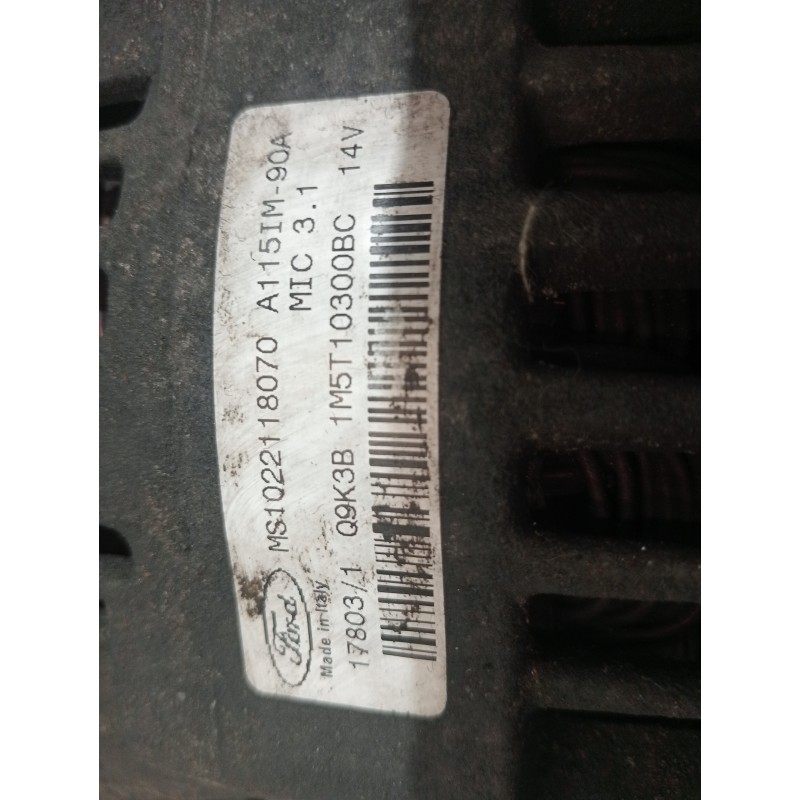 Ford MS1022118070 A115IM-90A
Made in Italy MIC 3.1
17803/1 Q9K3B 1M5T10300BC 14V